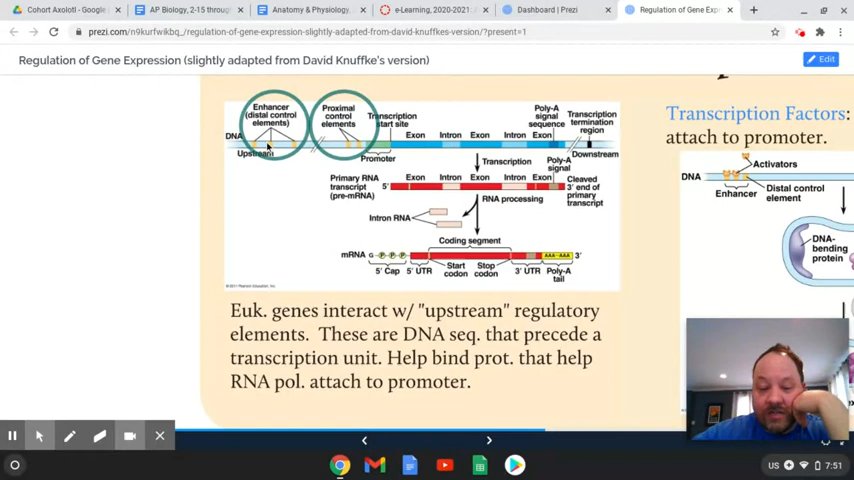 Cohort Axolotl - Google
AP Biology, 2-15 throu
Anatomy & Physiology,
e-Learning, 2020-2021: A
Dashboard | Prezi
Regulation of Gene Expr
prezi.com/n9kurfwikbq_/regulation-of-gene-expression-slightly-adapted-from-david-knuffkes-version/?present=1
Regulation of Gene Expression (slightly adapted from David Knuffke's version)
Edit
Enhancer
(distal control
elements)
Proximal
control
elements
Transcription
start site
Poly-A
signal
sequence
Transcription
termination
region
DNA
Exon
Intron
Exon
Intron
Exon
Upstream
Promoter
Downstream
Transcription
Poly-A
signal
Primary RNA
transcript
(pre-mRNA)
5'
Exon
Intron
Exon
Intron
Exon
Cleaved
3' end of
primary
transcript
RNA processing
Intron RNA
Coding segment
mRNA
G
P
P
P
AAA···AAA
3'
5' Cap
5' UTR
Start
codon
Stop
codon
3' UTR
Poly-A
tail
© 2011 Pearson Education, Inc.
Euk. genes interact w/ "upstream" regulatory
elements. These are DNA seq. that precede a
transcription unit. Help bind prot. that help
RNA pol. attach to promoter.
Transcription Factors:
attach to promoter.
Activators
DNA
Enhancer
Distal control
element
DNA-
bending
protein
US
7:51